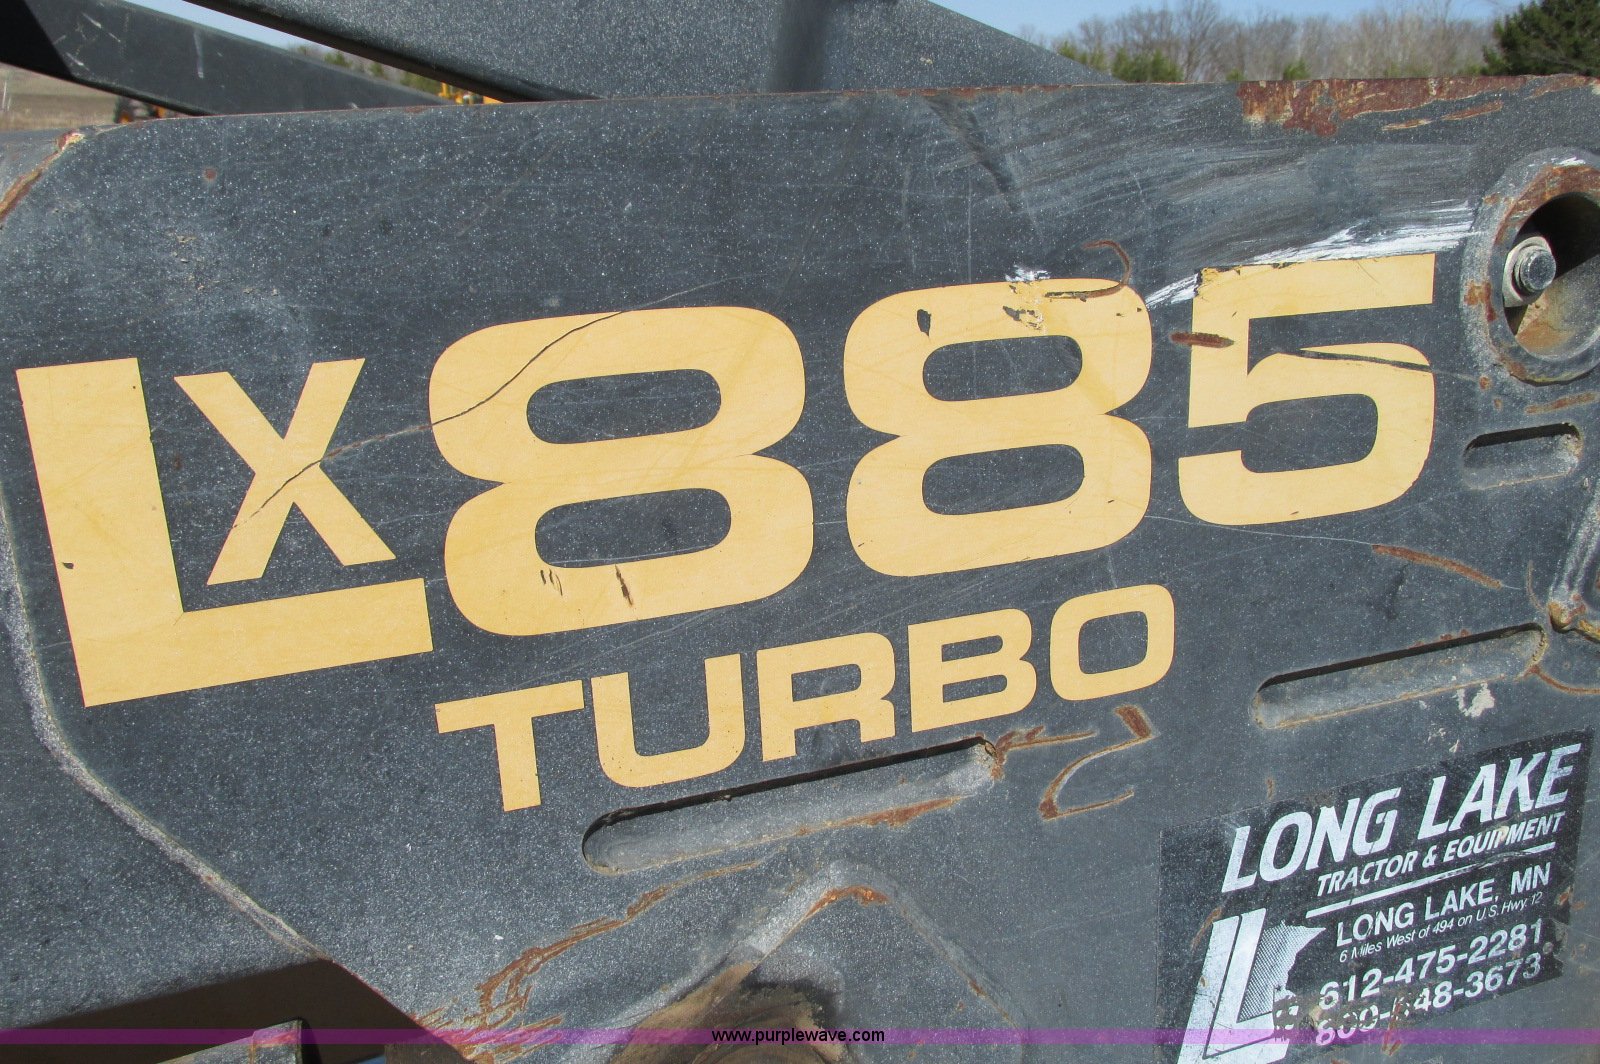 LX885
TURBO
LONG LAKE
TRACTOR & EQUIPMENT
LONG LAKE, MN
6 Miles West of 494 on U.S. Hwy. 12
612-475-2281
www.purplewave.com